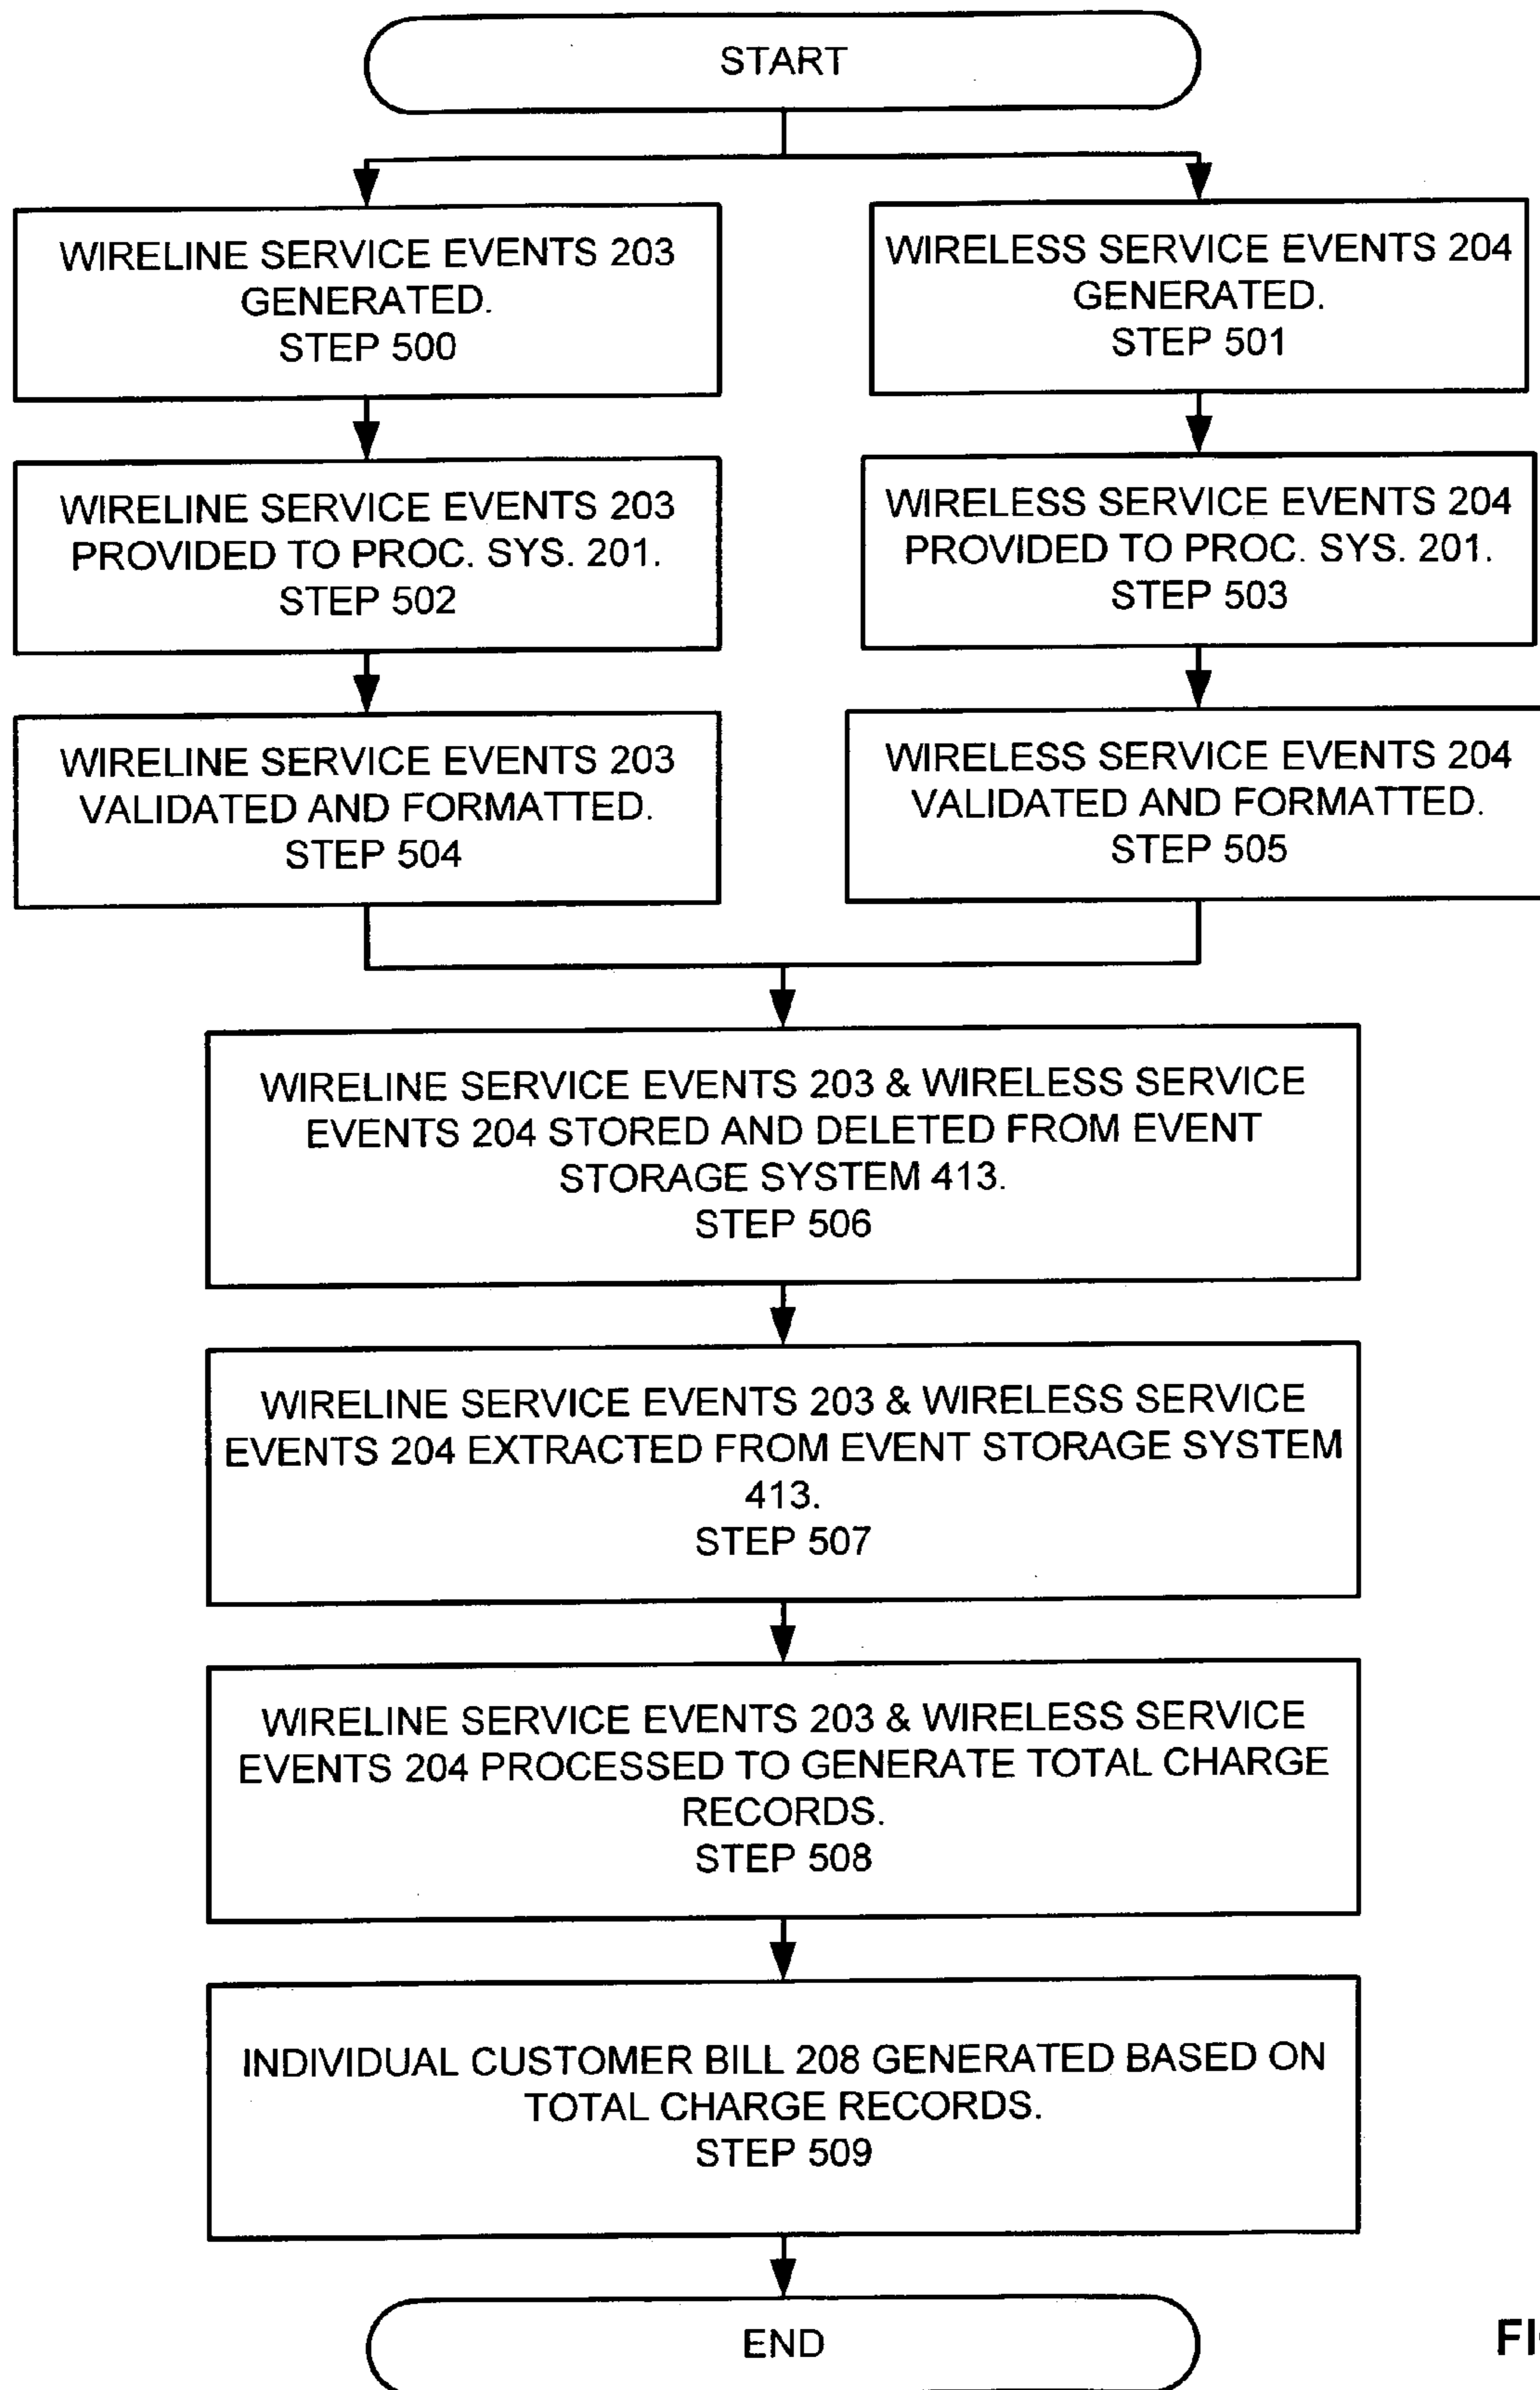 START
WIRELINE SERVICE EVENTS 203
GENERATED.
STEP 500
WIRELESS SERVICE EVENTS 204
GENERATED.
STEP 501
WIRELINE SERVICE EVENTS 203
PROVIDED TO PROC. SYS. 201.
STEP 502
WIRELESS SERVICE EVENTS 204
PROVIDED TO PROC. SYS. 201.
STEP 503
WIRELINE SERVICE EVENTS 203
VALIDATED AND FORMATTED.
STEP 504
WIRELESS SERVICE EVENTS 204
VALIDATED AND FORMATTED.
STEP 505
WIRELINE SERVICE EVENTS 203 & WIRELESS SERVICE
EVENTS 204 STORED AND DELETED FROM EVENT
STORAGE SYSTEM 413.
STEP 506
WIRELINE SERVICE EVENTS 203 & WIRELESS SERVICE
EVENTS 204 EXTRACTED FROM EVENT STORAGE SYSTEM
413.
STEP 507
WIRELINE SERVICE EVENTS 203 & WIRELESS SERVICE
EVENTS 204 PROCESSED TO GENERATE TOTAL CHARGE
RECORDS.
STEP 508
INDIVIDUAL CUSTOMER BILL 208 GENERATED BASED ON
TOTAL CHARGE RECORDS.
STEP 509
END